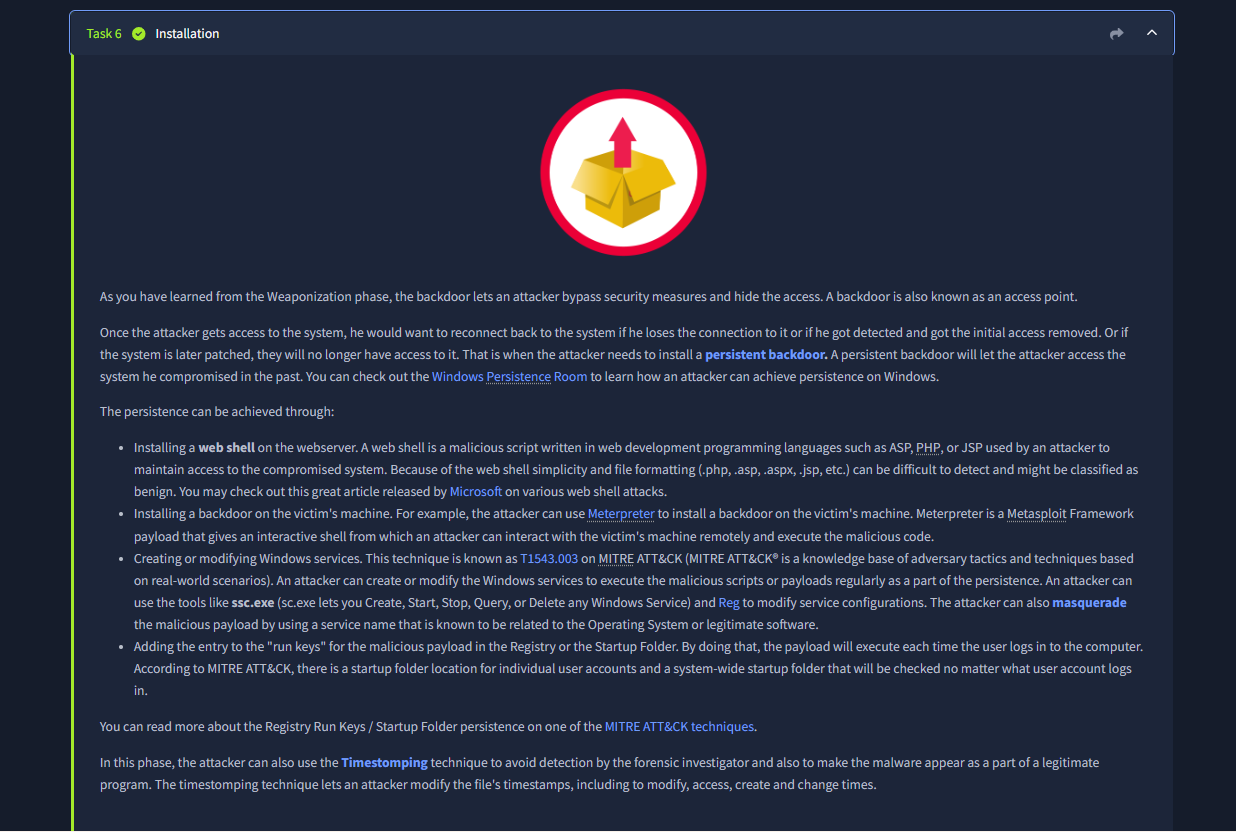 Task 6 Installation
As you have learned from the Weaponization phase, the backdoor lets an attacker bypass security measures and hide the access. A backdoor is also known as an access point.
Once the attacker gets access to the system, he would want to reconnect back to the system if he loses the connection to it or if he got detected and got the initial access removed. Or if
the system is later patched, they will no longer have access to it. That is when the attacker needs to install a persistent backdoor. A persistent backdoor will let the attacker access the
system he compromised in the past. You can check out the Windows Persistence Room to learn how an attacker can achieve persistence on Windows.
The persistence can be achieved through:
• Installing a web shell on the webserver. A web shell is a malicious script written in web development programming languages such as ASP, PHP, or JSP used by an attacker to
maintain access to the compromised system. Because of the web shell simplicity and file formatting (.php, .asp, .aspx, .jsp, etc.) can be difficult to detect and might be classified as
benign. You may check out this great article released by Microsoft on various web shell attacks.
• Installing a backdoor on the victim's machine. For example, the attacker can use Meterpreter to install a backdoor on the victim's machine. Meterpreter is a Metasploit Framework
payload that gives an interactive shell from which an attacker can interact with the victim's machine remotely and execute the malicious code.
• Creating or modifying Windows services. This technique is known as T1543.003 on MITRE ATT&CK (MITRE ATT&CK® is a knowledge base of adversary tactics and techniques based
on real-world scenarios). An attacker can create or modify the Windows services to execute the malicious scripts or payloads regularly as a part of the persistence. An attacker can
use the tools like ssc.exe (sc.exe lets you Create, Start, Stop, Query, or Delete any Windows Service) and Reg to modify service configurations. The attacker can also masquerade
the malicious payload by using a service name that is known to be related to the Operating System or legitimate software.
• Adding the entry to the "run keys" for the malicious payload in the Registry or the Startup Folder. By doing that, the payload will execute each time the user logs in to the computer.
According to MITRE ATT&CK, there is a startup folder location for individual user accounts and a system-wide startup folder that will be checked no matter what user account logs
in.
You can read more about the Registry Run Keys / Startup Folder persistence on one of the MITRE ATT&CK techniques.
In this phase, the attacker can also use the Timestomping technique to avoid detection by the forensic investigator and also to make the malware appear as a part of a legitimate
program. The timestomping technique lets an attacker modify the file's timestamps, including to modify, access, create and change times.